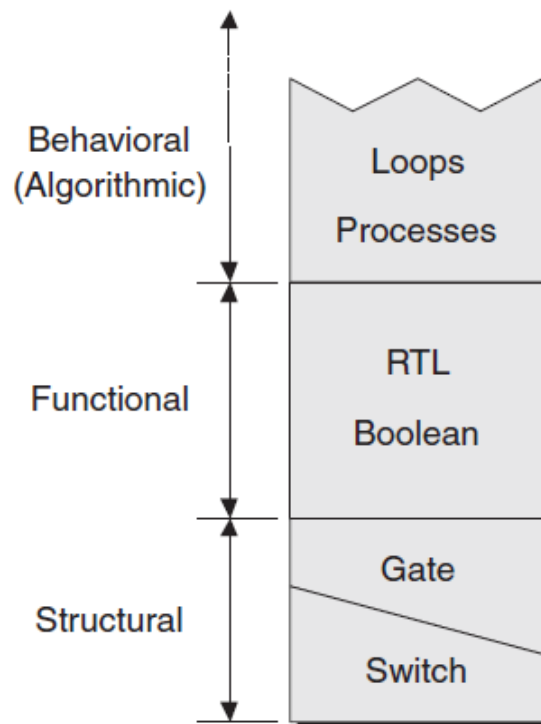 Behavioral
(Algorithmic)
Loops
Processes
Functional
RTL
Boolean
Structural
Gate
Switch